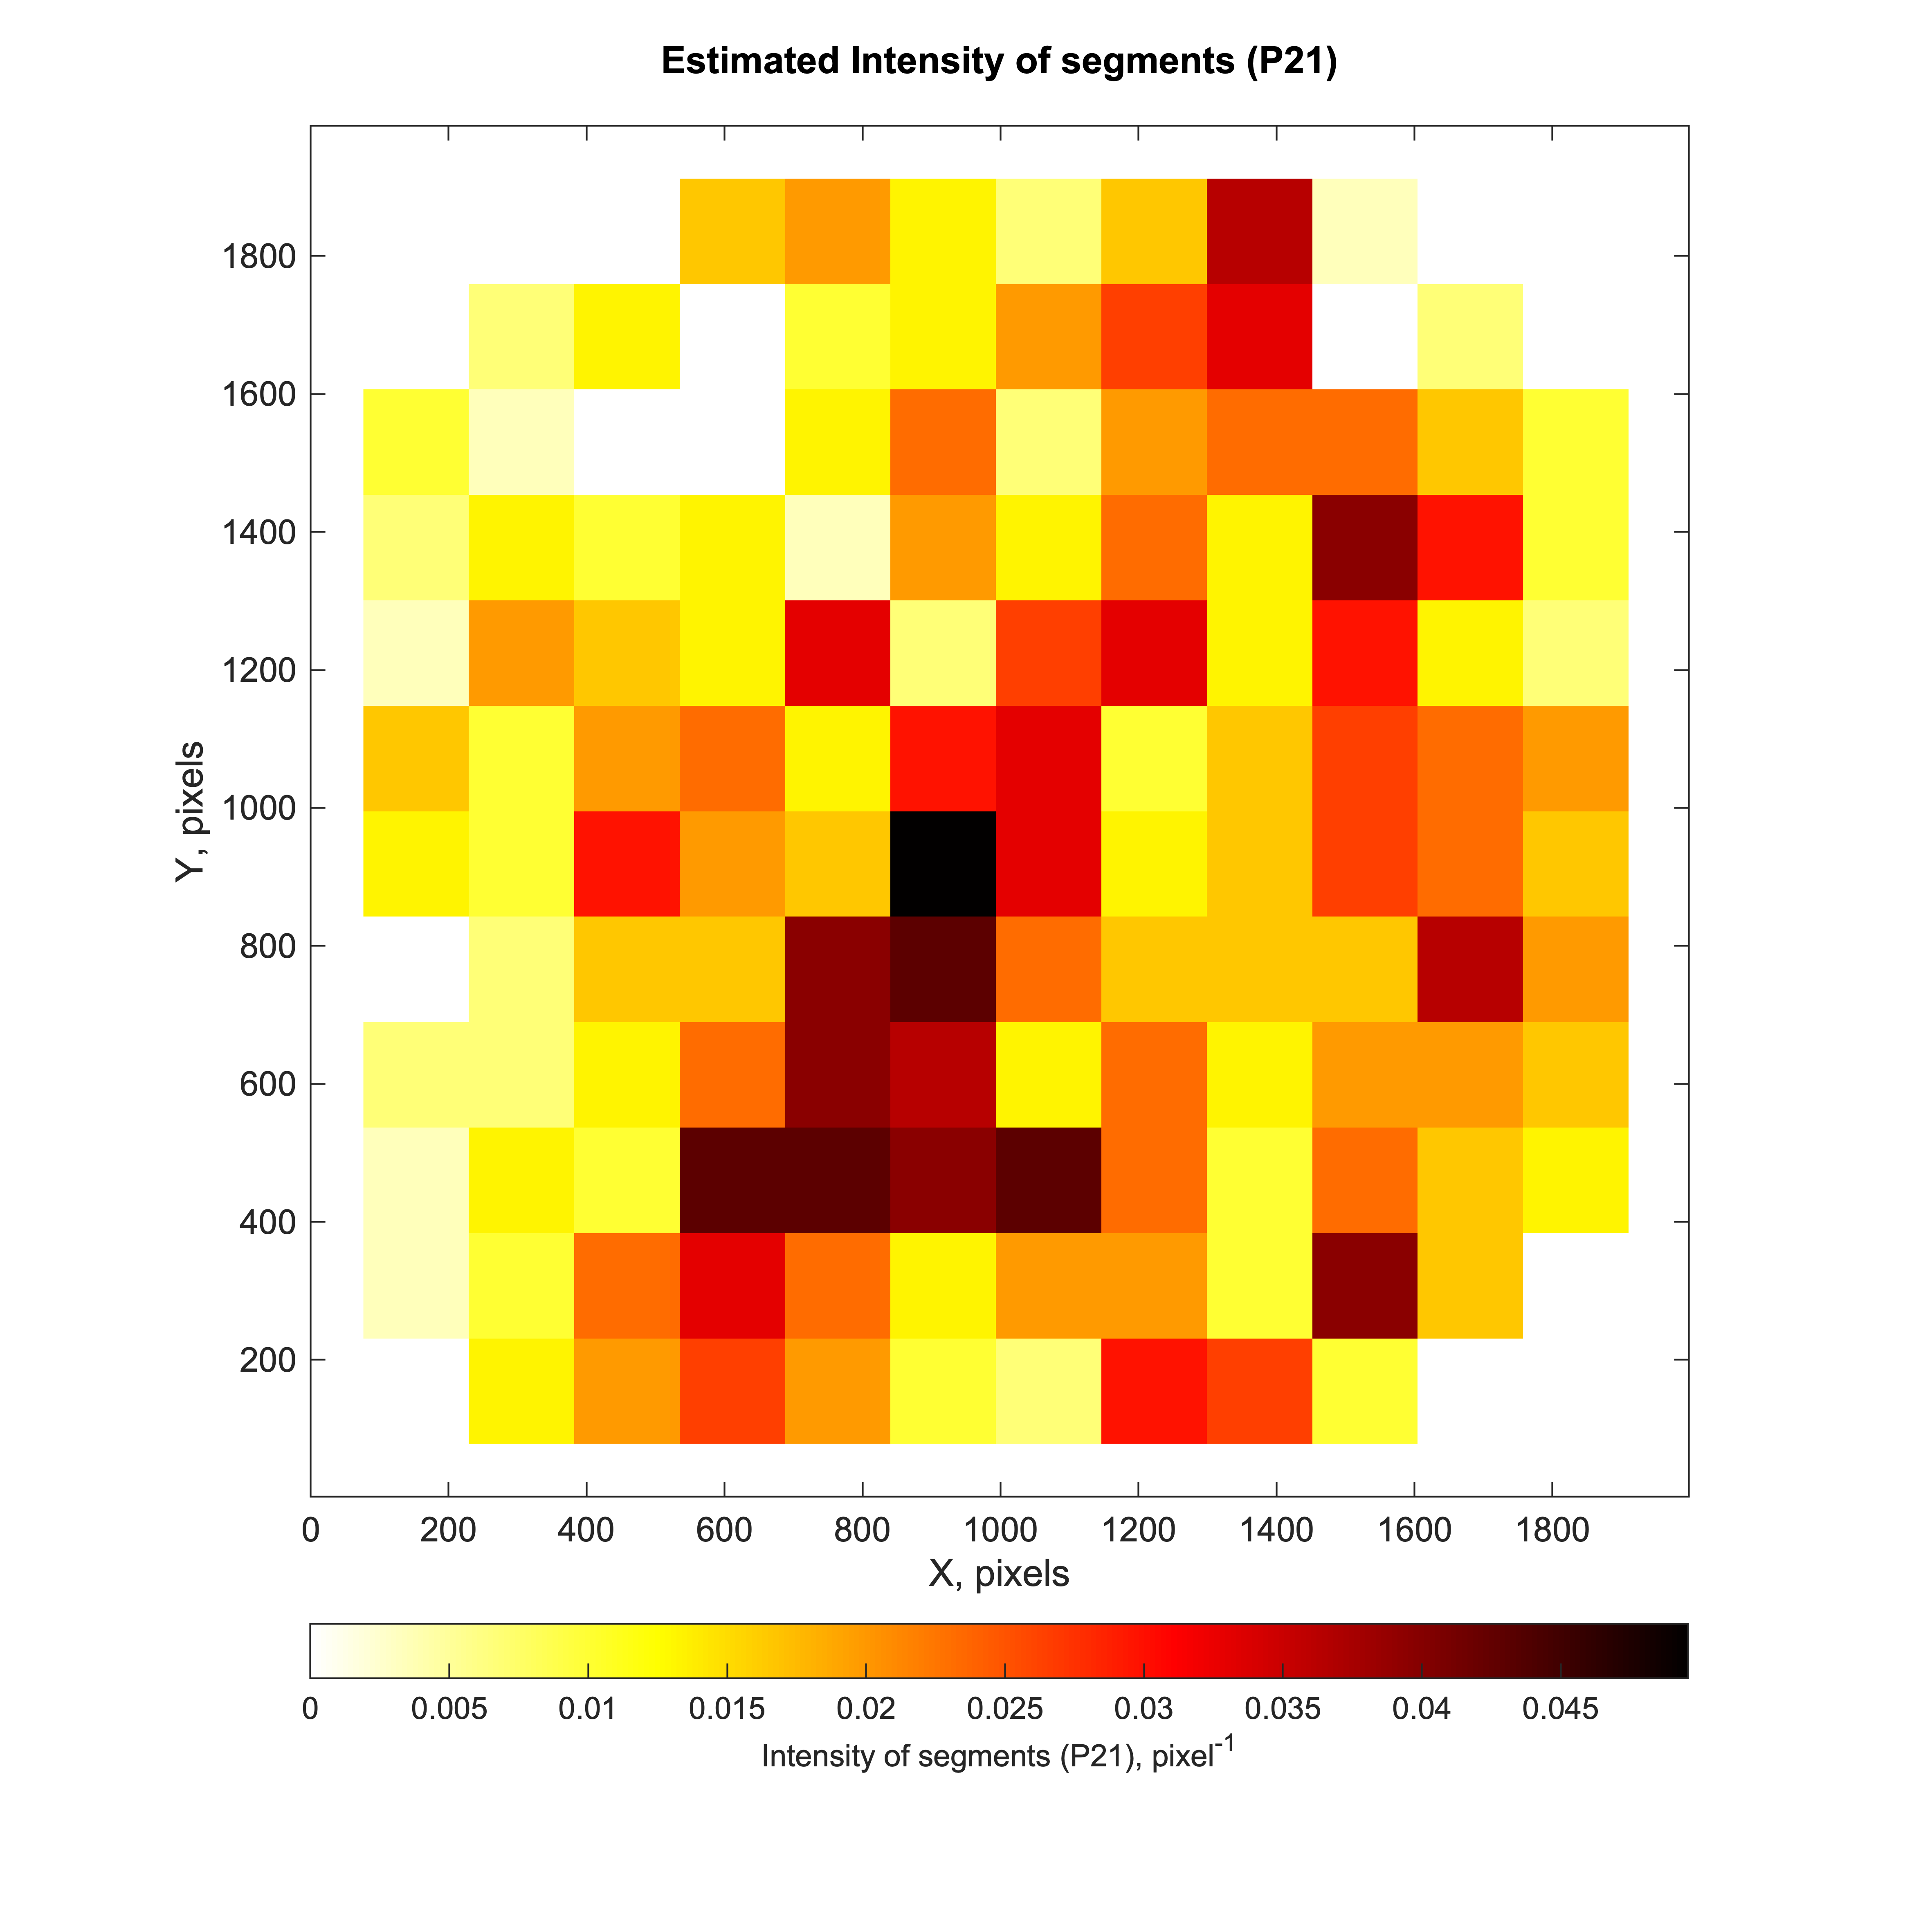 Estimated Intensity of segments (P21)
1800
1600
1400
1200
1000
800
600
400
200
Y, pixels
0 200 400 600 800 1000 1200 1400 1600 1800
X, pixels
0 0.005 0.01 0.015 0.02 0.025 0.03 0.035 0.04 0.045
Intensity of segments (P21), pixel-1